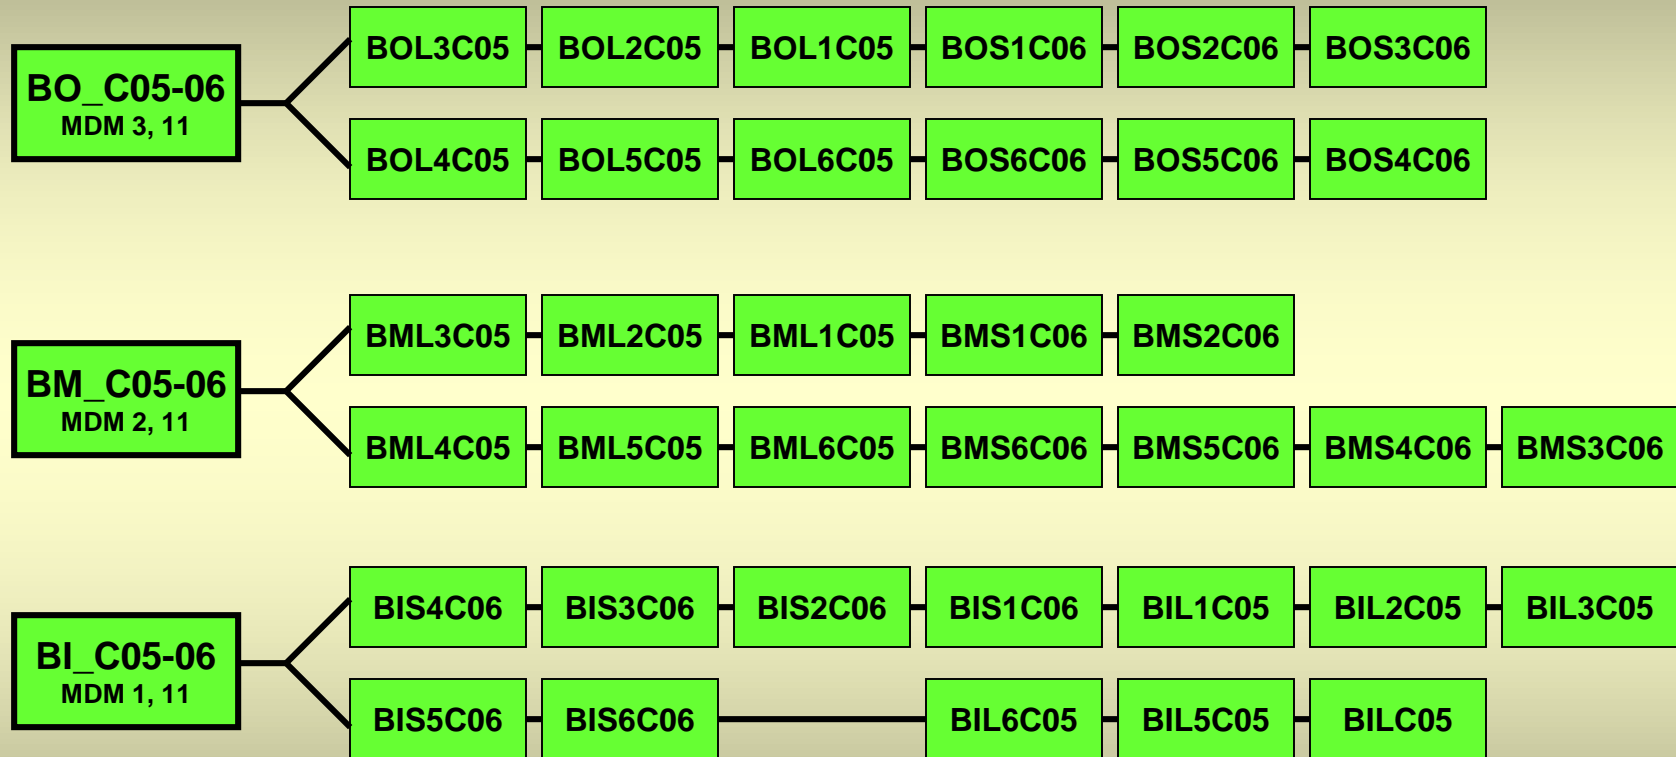 BOL3C05 BOL2C05 BOL1C05 BOS1C06 BOS2C06 BOS3C06
BO_C05-06
MDM 3, 11
BOL4C05 BOL5C05 BOL6C05 BOS6C06 BOS5C06 BOS4C06
BML3C05 BML2C05 BML1C05 BMS1C06 BMS2C06
BM_C05-06
MDM 2, 11
BML4C05 BML5C05 BML6C05 BMS6C06 BMS5C06 BMS4C06 BMS3C06
BIS4C06 BIS3C06 BIS2C06 BIS1C06 BIL1C05 BIL2C05 BIL3C05
BI_C05-06
MDM 1, 11
BIS5C06 BIS6C06 BIL6C05 BIL5C05 BILC05